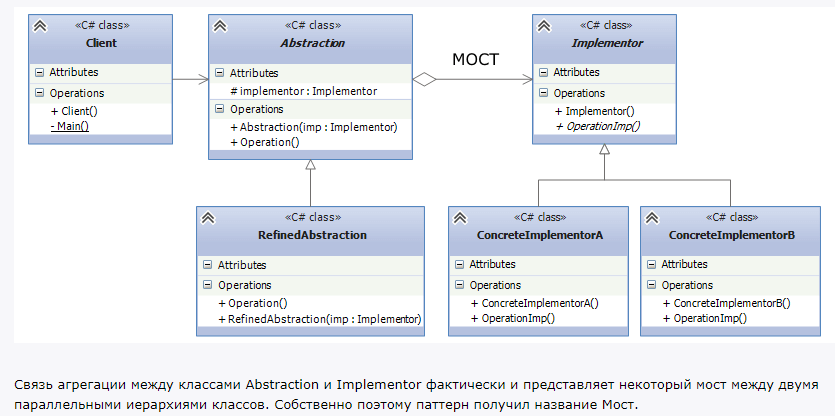 «C# class»
Client
Attributes
Operations
+ Client()
- Main()
«C# class»
Abstraction
Attributes
# implementor : Implementor
Operations
+ Abstraction(imp : Implementor)
+ Operation()
МОСТ
«C# class»
Implementor
Attributes
Operations
+ Implementor()
+ OperationImp()
«C# class»
RefinedAbstraction
Attributes
Operations
+ Operation()
+ RefinedAbstraction(imp : Implementor)
«C# class»
ConcreteImplementorA
Attributes
Operations
+ ConcreteImplementorA()
+ OperationImp()
«C# class»
ConcreteImplementorB
Attributes
Operations
+ ConcreteImplementorB()
+ OperationImp()
Связь агрегации между классами Abstraction и Implementor фактически и представляет некоторый мост между двумя
параллельными иерархиями классов. Собственно поэтому паттерн получил название Мост.